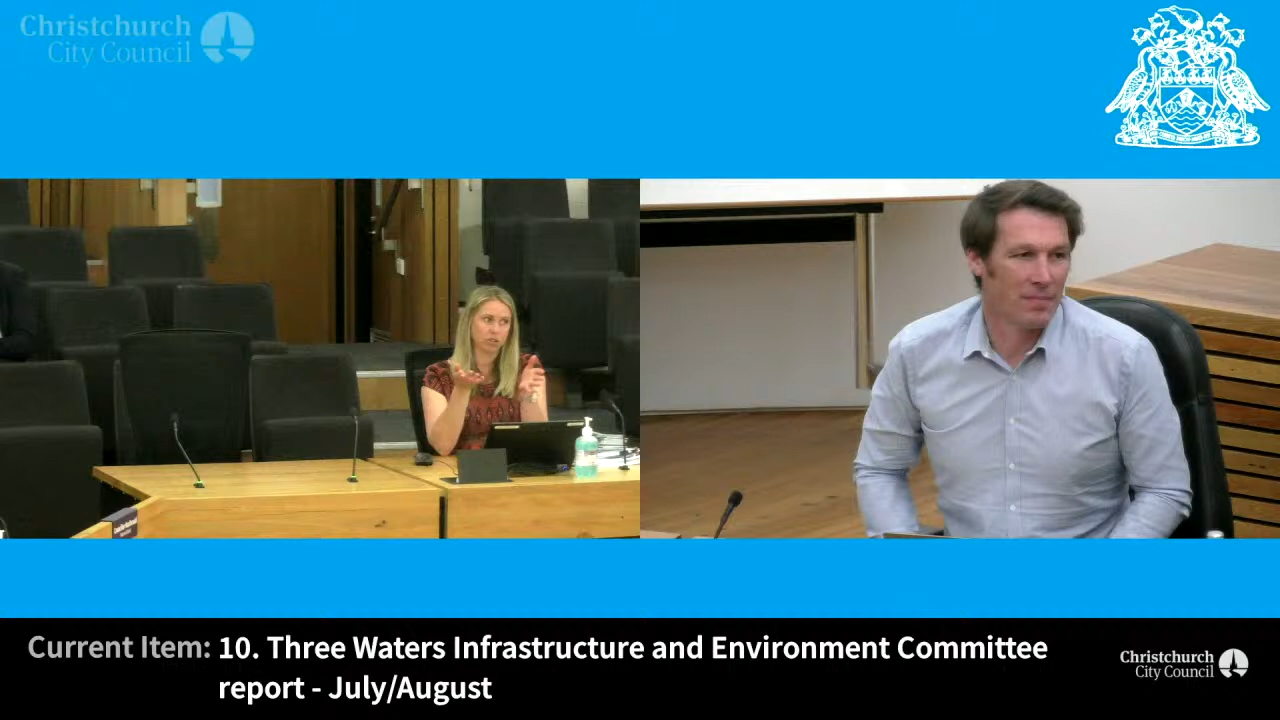 Christchurch
City Council
Current Item: 10. Three Waters Infrastructure and Environment Committee
report - July/August
Christchurch
City Council